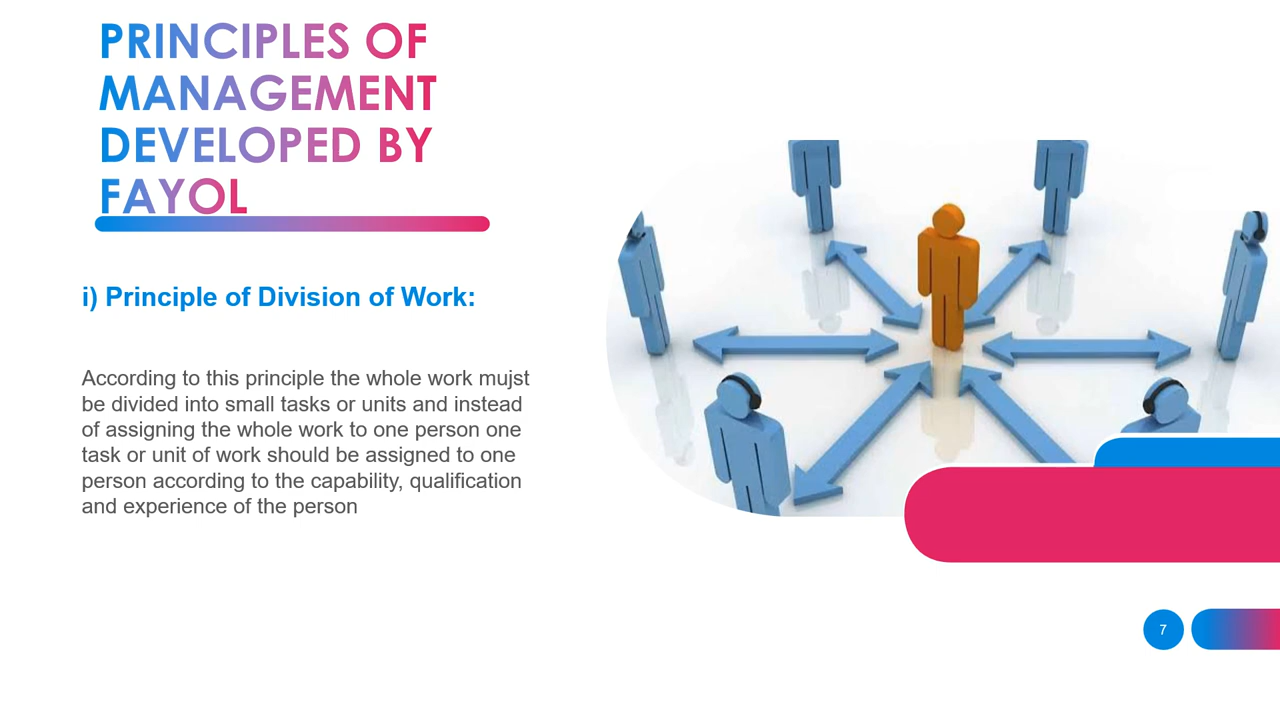 PRINCIPLES OF
MANAGEMENT
DEVELOPED BY
FAYOL
i) Principle of Division of Work:
According to this principle the whole work mujst
be divided into small tasks or units and instead
of assigning the whole work to one person one
task or unit of work should be assigned to one
person according to the capability, qualification
and experience of the person
7